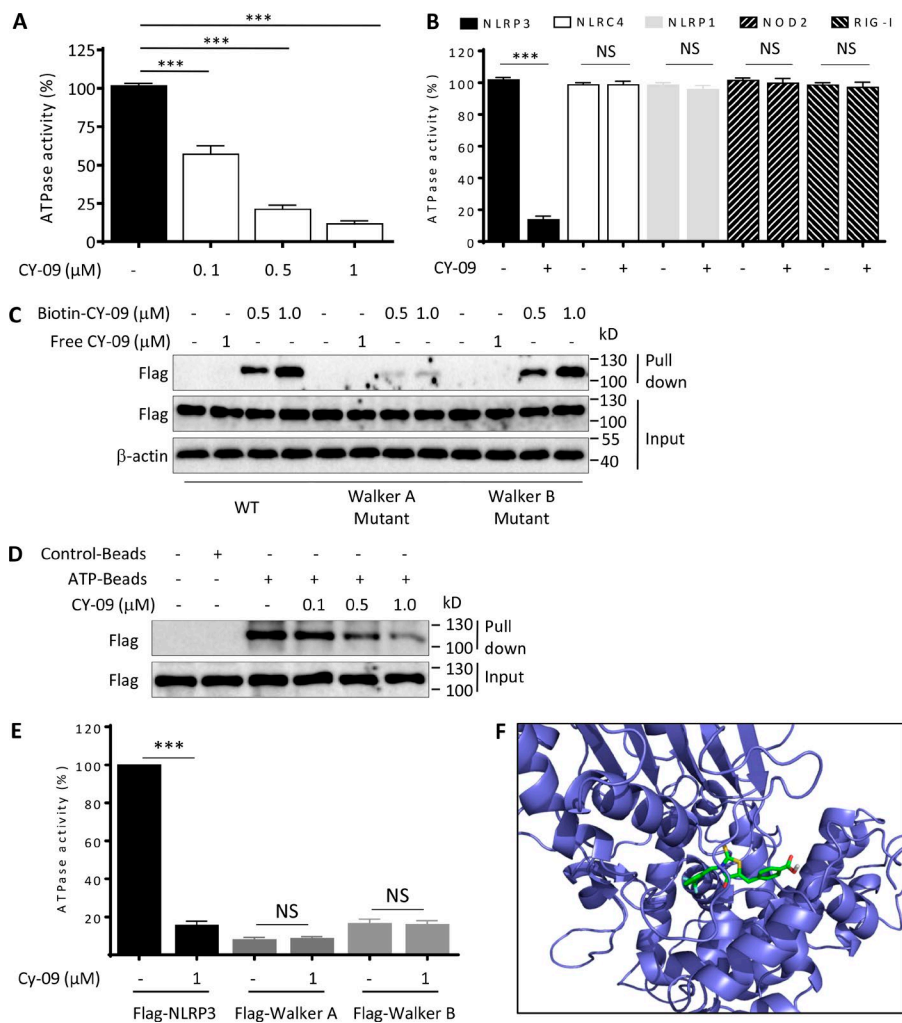 A
***
***
***
ATPase activity (%)
125
100
75
50
25
0
CY-09 (μM) - 0.1 0.5 1
B
NLRP3 NLRC4 NLRP1 NOD2 RIG-I
*** NS NS NS NS
ATPase activity (%)
120
100
80
60
40
20
0
CY-09 - + - + - + - + - +
C
Biotin-CY-09 (μM) - - 0.5 1.0 - - 0.5 1.0 - - 0.5 1.0
Free CY-09 (μM) - 1 - - - 1 - - - 1 - - kD
Flag 130 100 Pull down
Flag 130 100 Input
β-actin 55 40
WT Walker A Mutant Walker B Mutant
D
Control-Beads - + - - - -
ATP-Beads - - + + + +
CY-09 (μM) - - - 0.1 0.5 1.0 kD
Flag 130 100 Pull down
Flag 130 100 Input
E
***
NS
NS
ATPase activity (%)
120
100
80
60
40
20
Cy-09 (μM) - 1 - 1 - 1
Flag-NLRP3 Flag-Walker A Flag-Walker B
F